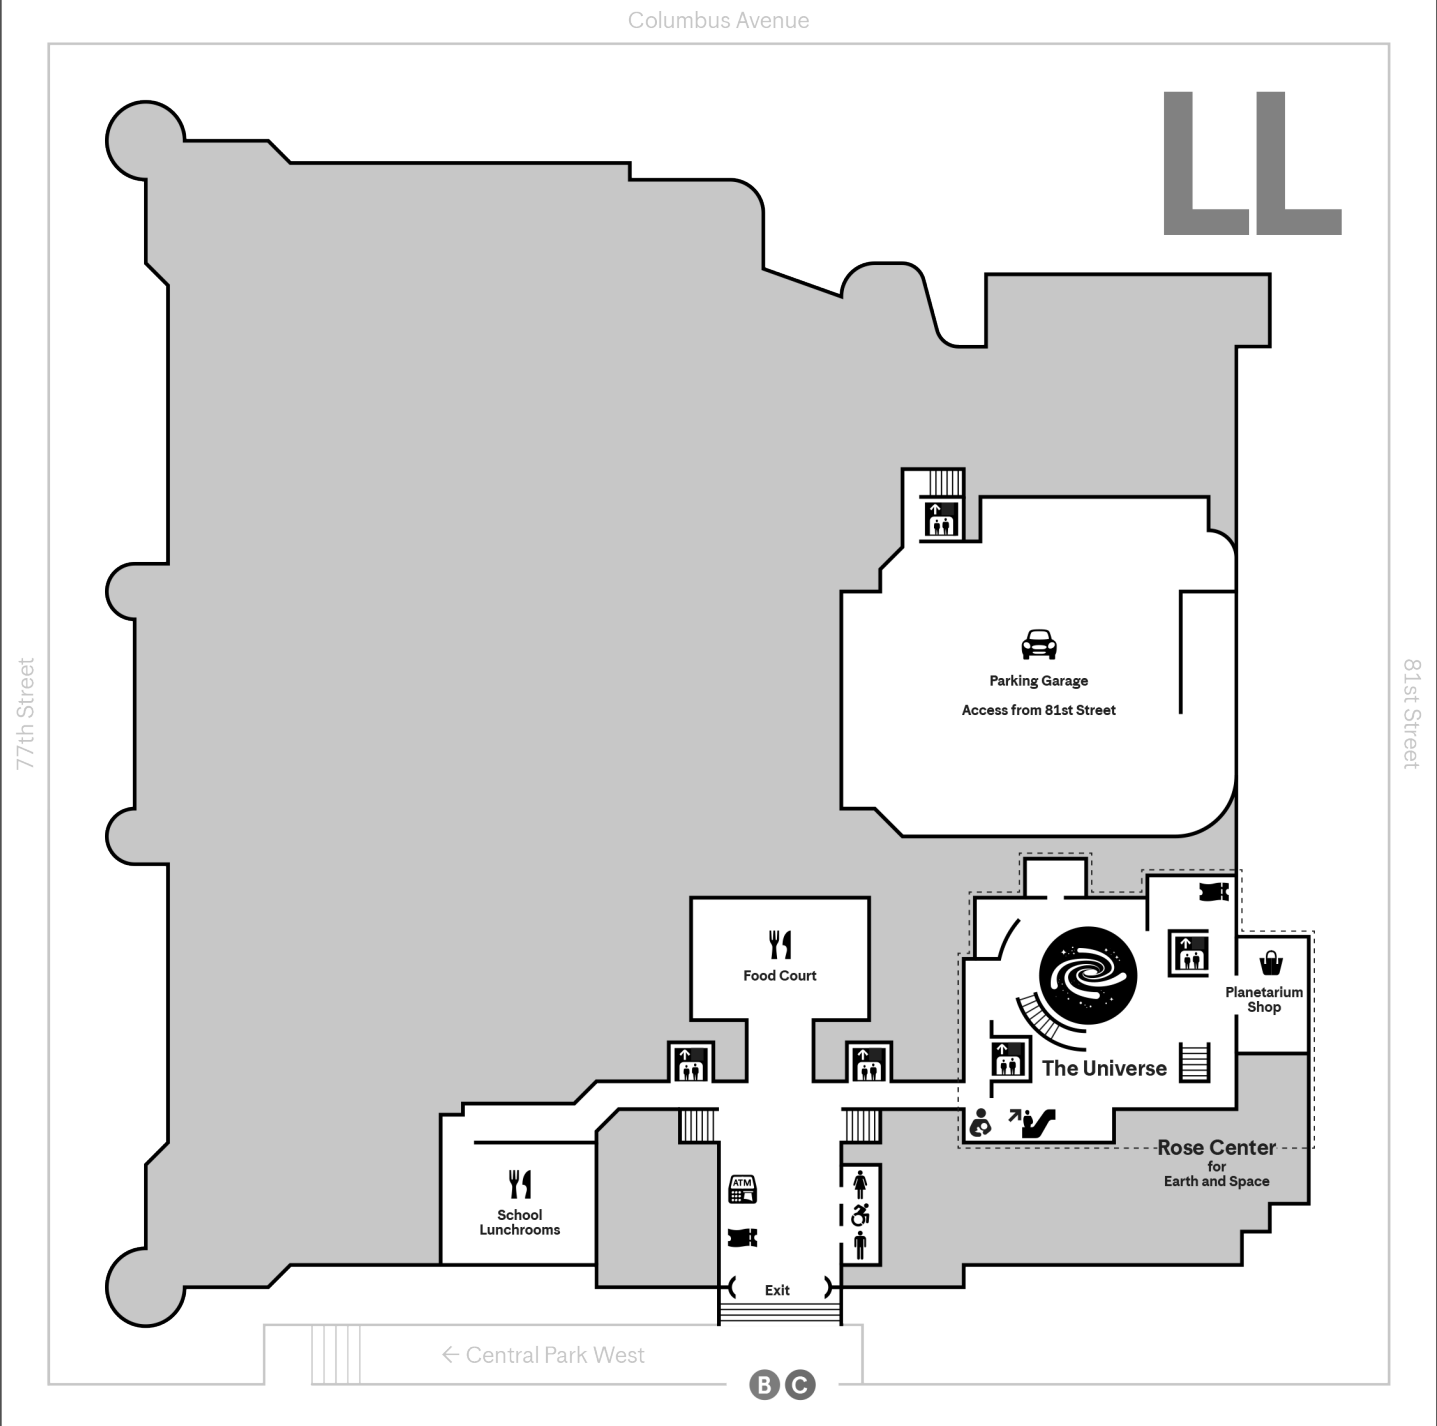 Columbus Avenue
LL
77th Street
81st Street
Parking Garage
Access from 81st Street
Food Court
Planetarium
Shop
The Universe
Rose Center
for
Earth and Space
ATM
School
Lunchrooms
Exit
← Central Park West
B C